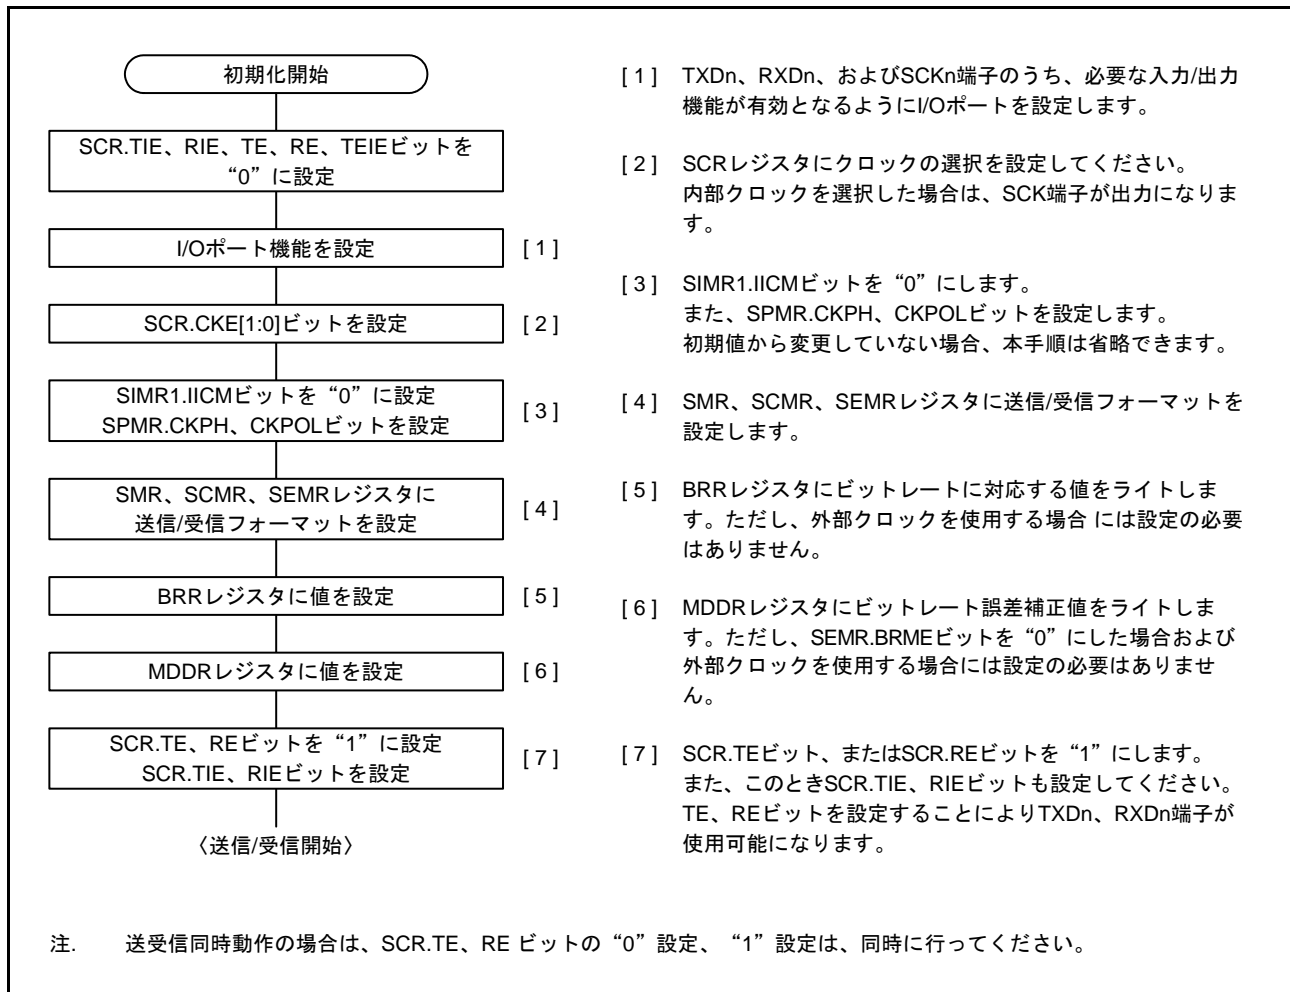 初期化開始
SCR.TIE、RIE、TE、RE、TEIEビットを
“0”に設定
I/Oポート機能を設定
[ 1 ]
SCR.CKE[1:0]ビットを設定
[ 2 ]
SIMR1.IICMビットを“0”に設定
SPMR.CKPH、CKPOLビットを設定
[ 3 ]
SMR、SCMR、SEMRレジスタに
送信/受信フォーマットを設定
[ 4 ]
BRRレジスタに値を設定
[ 5 ]
MDDRレジスタに値を設定
[ 6 ]
SCR.TE、REビットを“1”に設定
SCR.TIE、RIEビットを設定
[ 7 ]
〈送信/受信開始〉
[ 1 ] TXDn、RXDn、およびSCKn端子のうち、必要な入力/出力
機能が有効となるようにI/Oポートを設定します。
[ 2 ] SCRレジスタにクロックの選択を設定してください。
内部クロックを選択した場合は、SCK端子が出力になりま
す。
[ 3 ] SIMR1.IICMビットを“0”にします。
また、SPMR.CKPH、CKPOLビットを設定します。
初期値から変更していない場合、本手順は省略できます。
[ 4 ] SMR、SCMR、SEMRレジスタに送信/受信フォーマットを
設定します。
[ 5 ] BRRレジスタにビットレートに対応する値をライトしま
す。ただし、外部クロックを使用する場合 には設定の必要
はありません。
[ 6 ] MDDRレジスタにビットレート誤差補正値をライトしま
す。ただし、SEMR.BRMEビットを“0”にした場合および
外部クロックを使用する場合には設定の必要はありませ
ん。
[ 7 ] SCR.TEビット、またはSCR.REビットを“1”にします。
また、このときSCR.TIE、RIEビットも設定してください。
TE、REビットを設定することによりTXDn、RXDn端子が
使用可能になります。
注. 送受信同時動作の場合は、SCR.TE、RE ビットの“0”設定、“1”設定は、同時に行ってください。